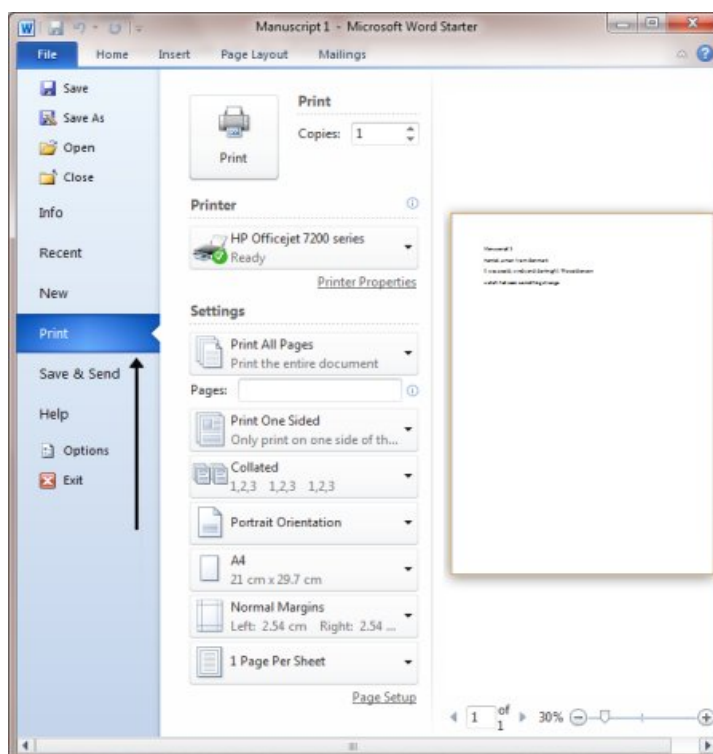 Manuscript 1 - Microsoft Word Starter
File Home Insert Page Layout Mailings
Save
Save As
Open
Close
Info
Recent
New
Print
Save & Send
Help
Options
Exit
Print
Print
Copies: 1
Printer
HP Officejet 7200 series
Ready
Printer Properties
Settings
Print All Pages
Print the entire document
Pages:
Print One Sided
Only print on one side of th...
Collated
1,2,3 1,2,3 1,2,3
Portrait Orientation
A4
21 cm x 29.7 cm
Normal Margins
Left: 2.54 cm Right: 2.54 ...
1 Page Per Sheet
Page Setup
Manuscript 1
1 of 1
30%